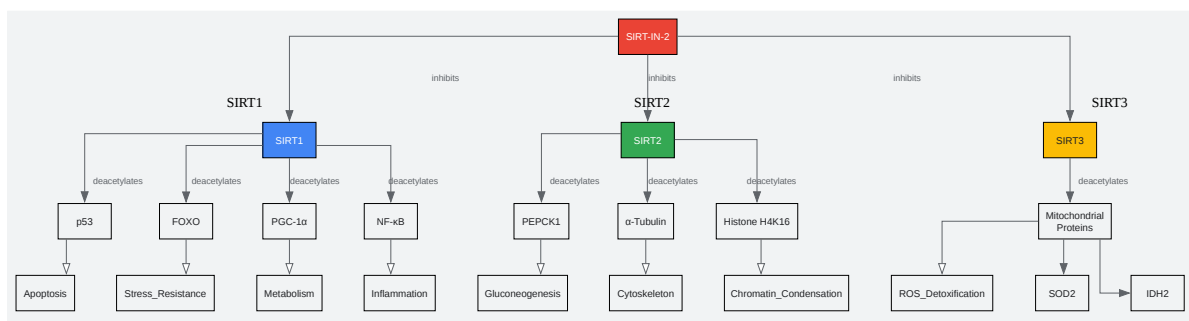 SIRT-IN-2
inhibits
inhibits
inhibits
SIRT1
SIRT2
SIRT3
SIRT1
SIRT2
SIRT3
deacetylates
deacetylates
deacetylates
deacetylates
deacetylates
deacetylates
deacetylates
deacetylates
p53
FOXO
PGC-1α
NF-κB
PEPCK1
α-Tubulin
Histone H4K16
Mitochondrial
Proteins
Apoptosis
Stress_Resistance
Metabolism
Inflammation
Gluconeogenesis
Cytoskeleton
Chromatin_Condensation
ROS_Detoxification
SOD2
IDH2